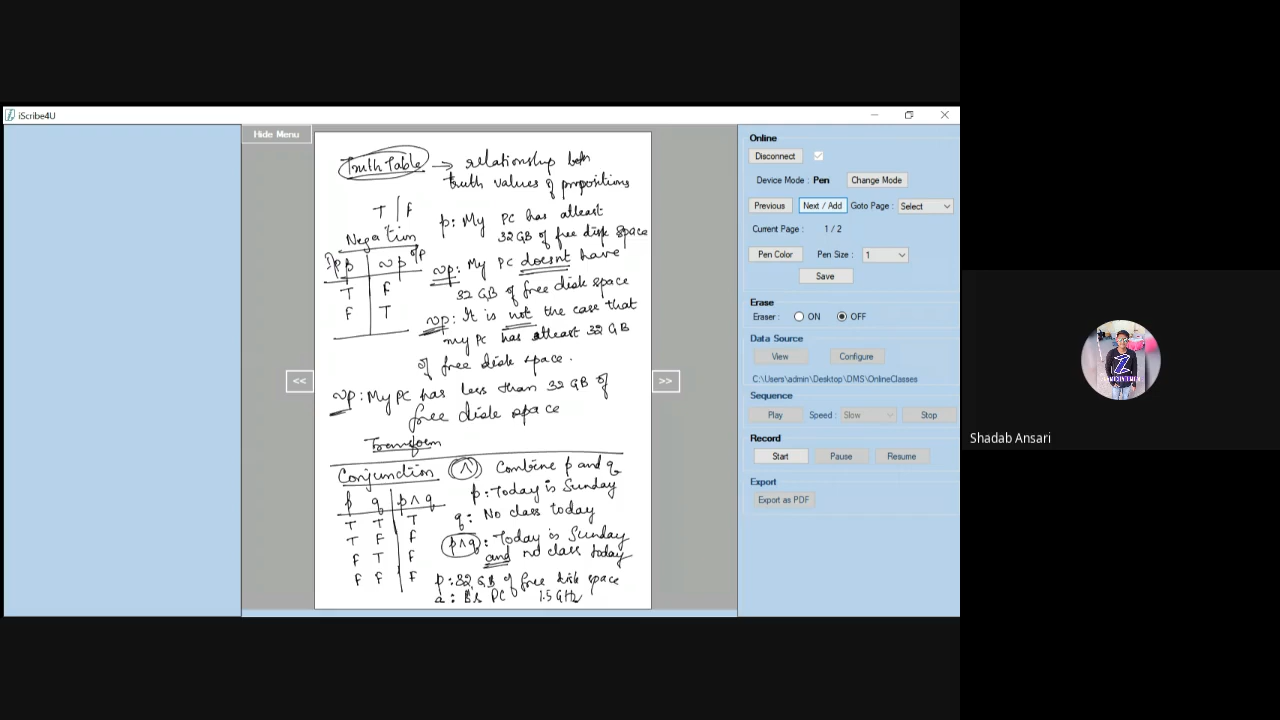 iScribe4U
Hide Menu
Truth Table → relationship betn
truth values of propositions
T | F
p: My PC has atleast
32 GB of free disk space
Negation
p ~p
T F
F T
~p: My PC doesnt have
32 GB of free disk space
~p: It is not the case that
my PC has atleast 32 GB
of free disk space.
~p: My PC has less than 32 GB of
free disk space
Transform
Conjunction (∧) Combine p and q
p q p∧q
T T T
T F F
F T F
F F F
p: Today is Sunday
q: No class today
p∧q: Today is Sunday
and no class today
p: 32 GB of free disk space
PC 1.5 GHz
<<
>>
Online
Disconnect
Device Mode : Pen Change Mode
Previous Next / Add Goto Page : Select
Current Page : 1 / 2
Pen Color Pen Size : 1
Save
Erase
Eraser : ON OFF
Data Source
View Configure
C:\Users\admin\Desktop\DMS\OnlineClasses
Sequence
Play Speed : Slow Stop
Record
Start Pause Resume
Export
Export as PDF
Shadab Ansari